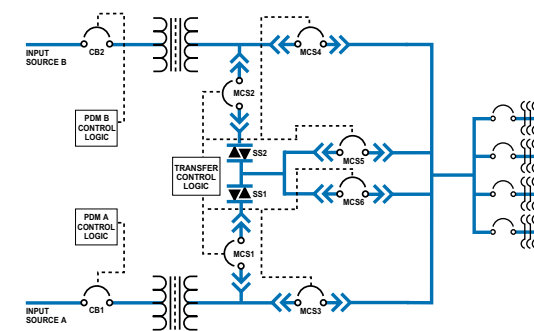 INPUT
SOURCE B
CB2
MCS4
PDM B
CONTROL
LOGIC
MCS2
SS2
TRANSFER
CONTROL
LOGIC
MCS5
SS1
MCS6
PDM A
CONTROL
LOGIC
MCS1
INPUT
SOURCE A
CB1
MCS3